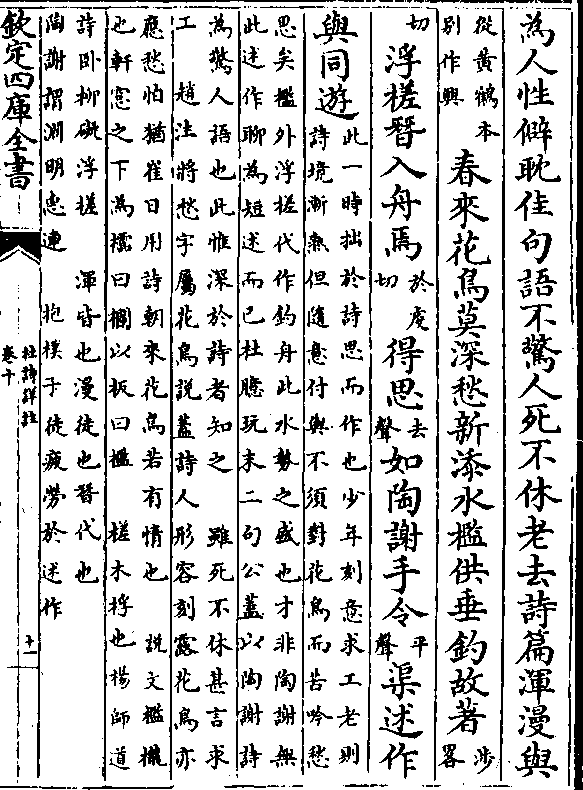 為人性僻耽佳句語不驚人死不休老去詩篇渾漫與
從黃鶴本
別作興
春來花鳥莫深愁新添水檻供垂釣故著
涉畧
切
浮槎替入舟焉
於虔
切
得思
去
聲
如陶謝手令
平
聲
渠述作
與同遊
此一時拙於詩思而作也少年刻意求工老則
詩境漸熟但隨意付與不須對花鳥而苦吟愁
思矣檻外浮槎代作釣舟此水勢之盛也才非陶謝無
此述作聊為短述而已杜臆玩末二句公蓋以陶謝詩
為驚人語也此惟深於詩者知之　雖死不休甚言求
工　趙注將愁字屬花鳥說蓋詩人形容刻露花鳥亦
應愁怕猶崔曰用詩朝來花鳥若有情也　說文檻櫳
也軒窓之下為櫺曰欄以板曰檻　槎木桴也楊師道
詩卧柳礙浮槎　渾皆也漫徒也替代也
陶謝謂淵明惠連　抱樸子徒疲勞於述作
欽定四庫全書
杜詩詳註
卷十
十一